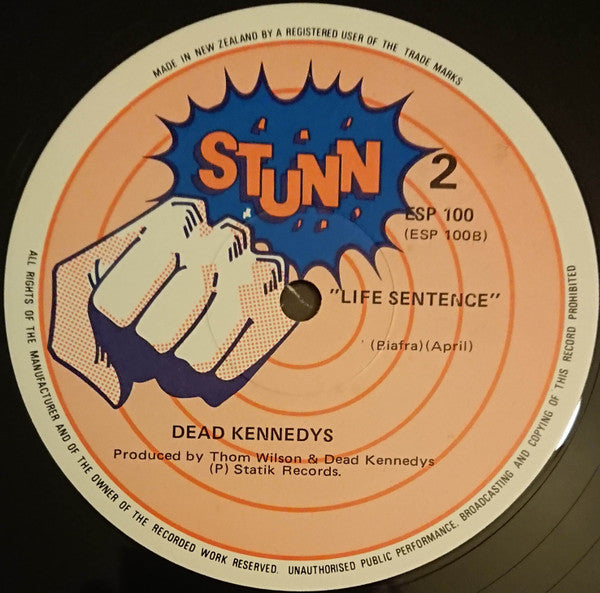 MADE IN NEW ZEALAND BY A REGISTERED USER OF THE TRADE MARKS
STUNN
2
ESP 100
(ESP 100B)
"LIFE SENTENCE"
(Biafra)(April)
DEAD KENNEDYS
Produced by Thom Wilson & Dead Kennedys
(P) Statik Records.
ALL RIGHTS OF THE MANUFACTURER AND OF THE OWNER OF THE RECORDED WORK RESERVED. UNAUTHORISED PUBLIC PERFORMANCE, BROADCASTING AND COPYING OF THIS RECORD PROHIBITED